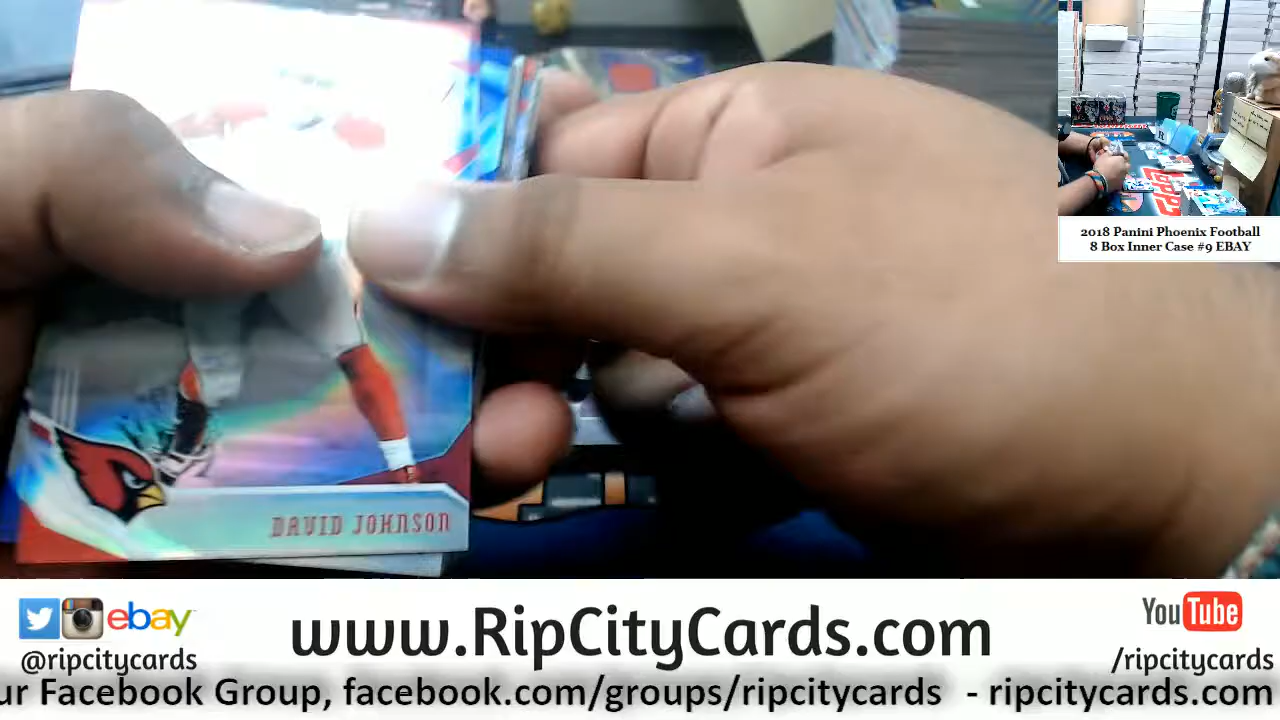 2018 Panini Phoenix Football
8 Box Inner Case #9 EBAY
DAVID JOHNSON
ebay
www.RipCityCards.com
YouTube
@ripcitycards
/ripcitycards
ur Facebook Group, facebook.com/groups/ripcitycards - ripcitycards.com